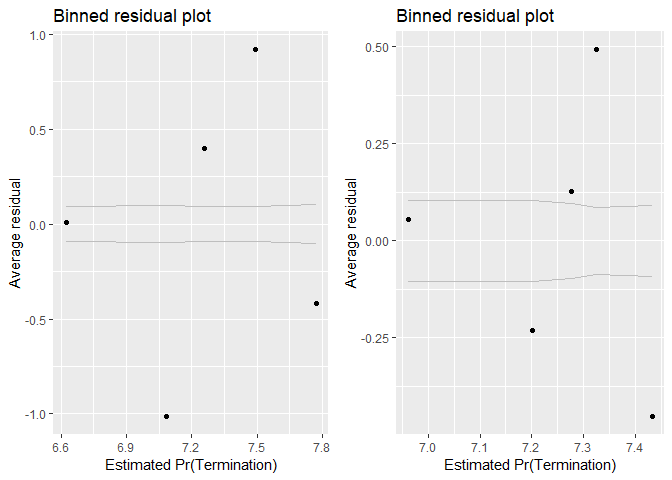 Binned residual plot
Average residual
1.0
0.5
0.0
-0.5
-1.0
6.6 6.9 7.2 7.5 7.8
Estimated Pr(Termination)
Binned residual plot
Average residual
0.50
0.25
0.00
-0.25
7.0 7.1 7.2 7.3 7.4
Estimated Pr(Termination)